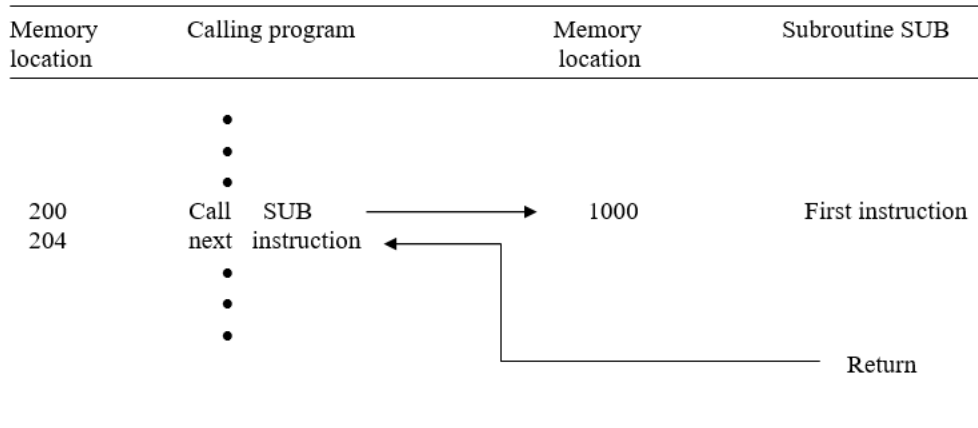 Memory Calling program Memory Subroutine SUB
location location
200 Call SUB 1000 First instruction
204 next instruction
Return